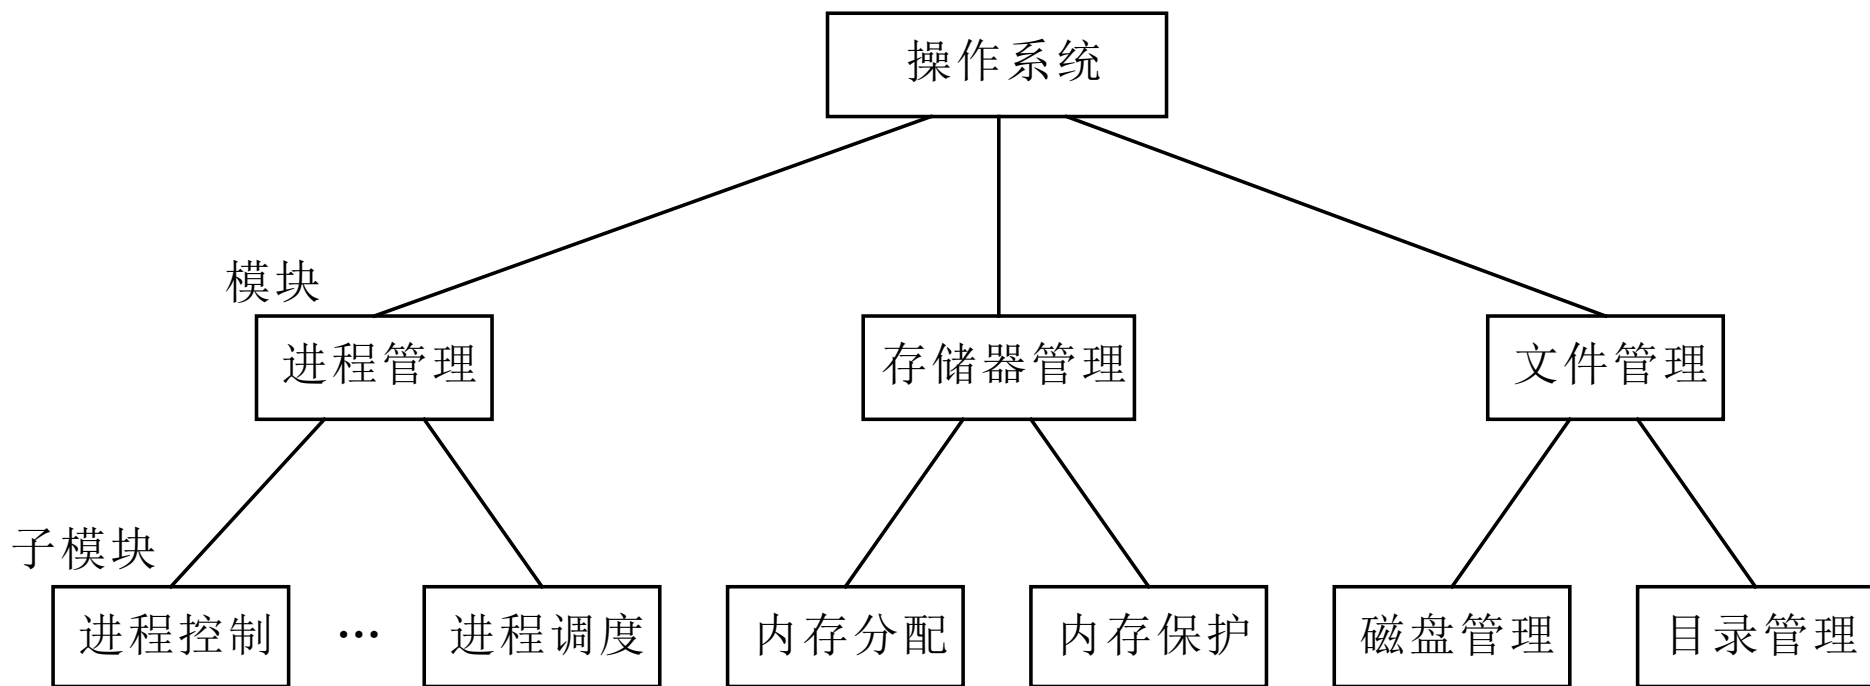 操作系统
模块
进程管理
存储器管理
文件管理
子模块
进程控制
…
进程调度
内存分配
内存保护
磁盘管理
目录管理